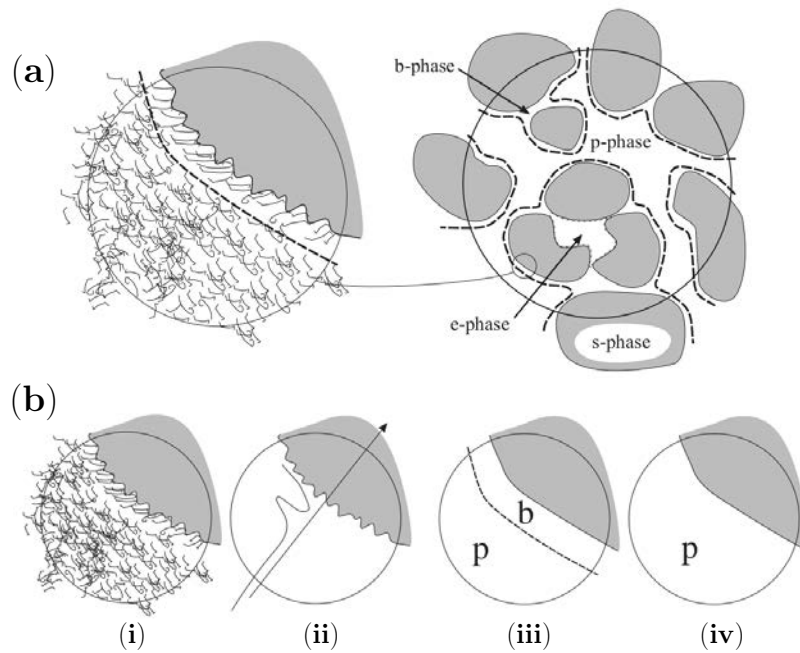 (a)
b-phase
p-phase
e-phase
s-phase
(b)
b
p
p
(i)
(ii)
(iii)
(iv)